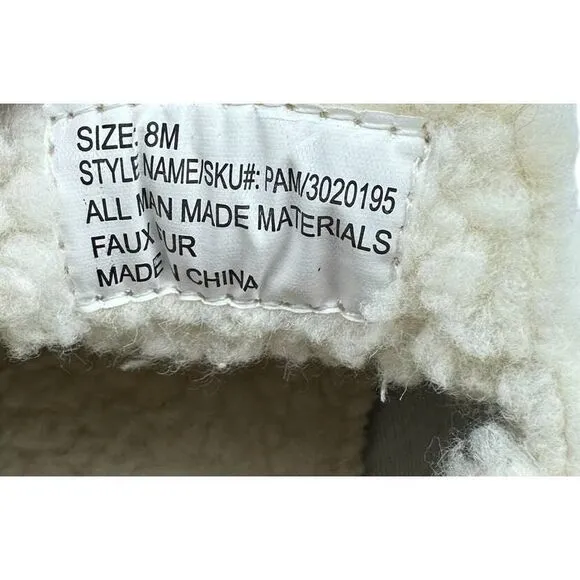 SIZE: 8M
STYLE NAME/SKU#: PAM/3020195
ALL MAN MADE MATERIALS
FAUX FUR
MADE IN CHINA